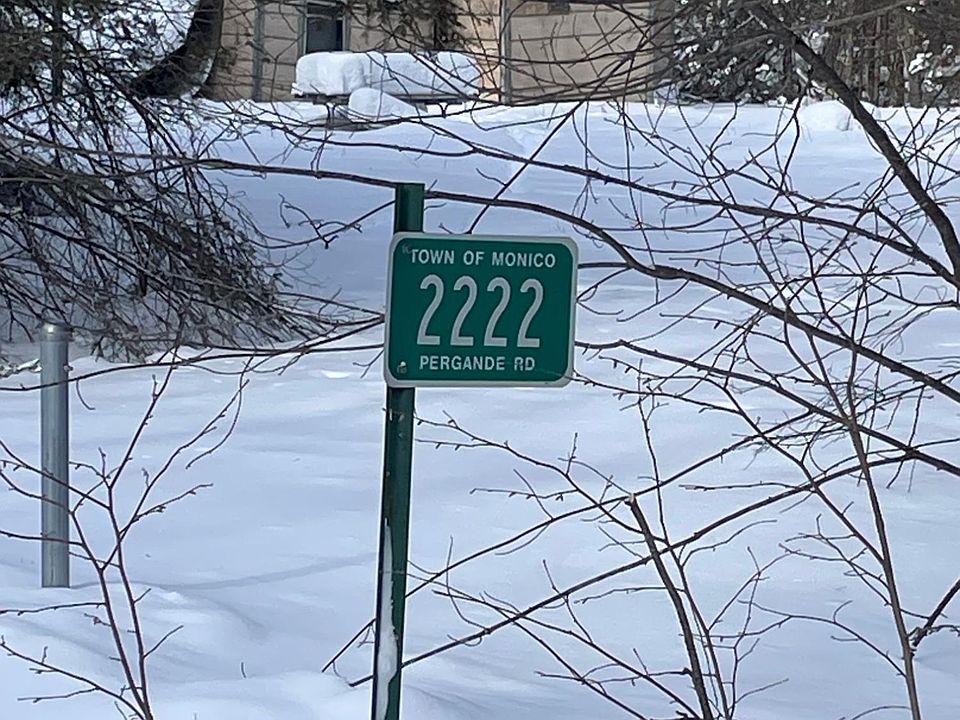 TOWN OF MONICO
2222
PERGANDE RD